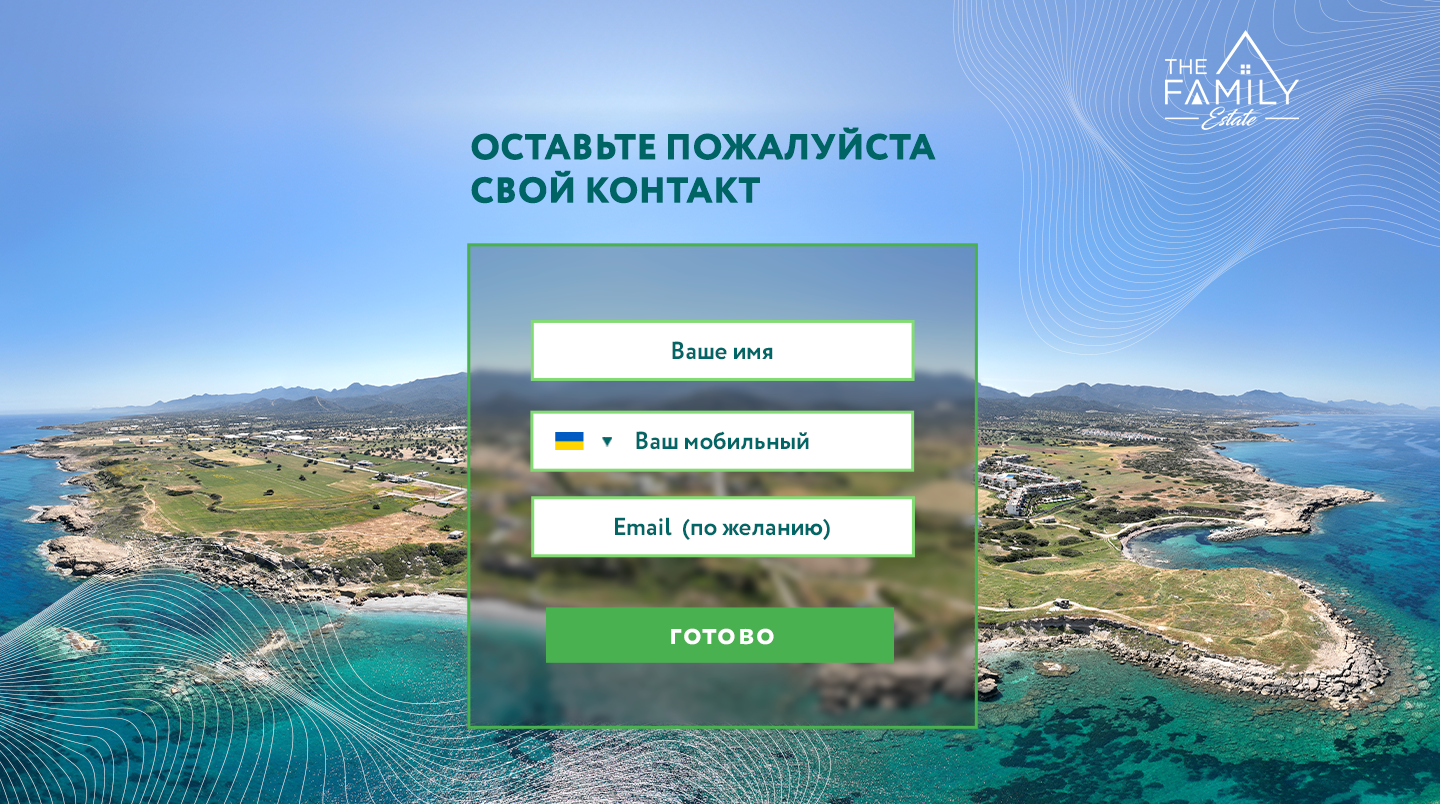 THE
FAMILY
Estate
ОСТАВЬТЕ ПОЖАЛУЙСТА
СВОЙ КОНТАКТ
Ваше имя
Ваш мобильный
Email (по желанию)
ГОТОВО